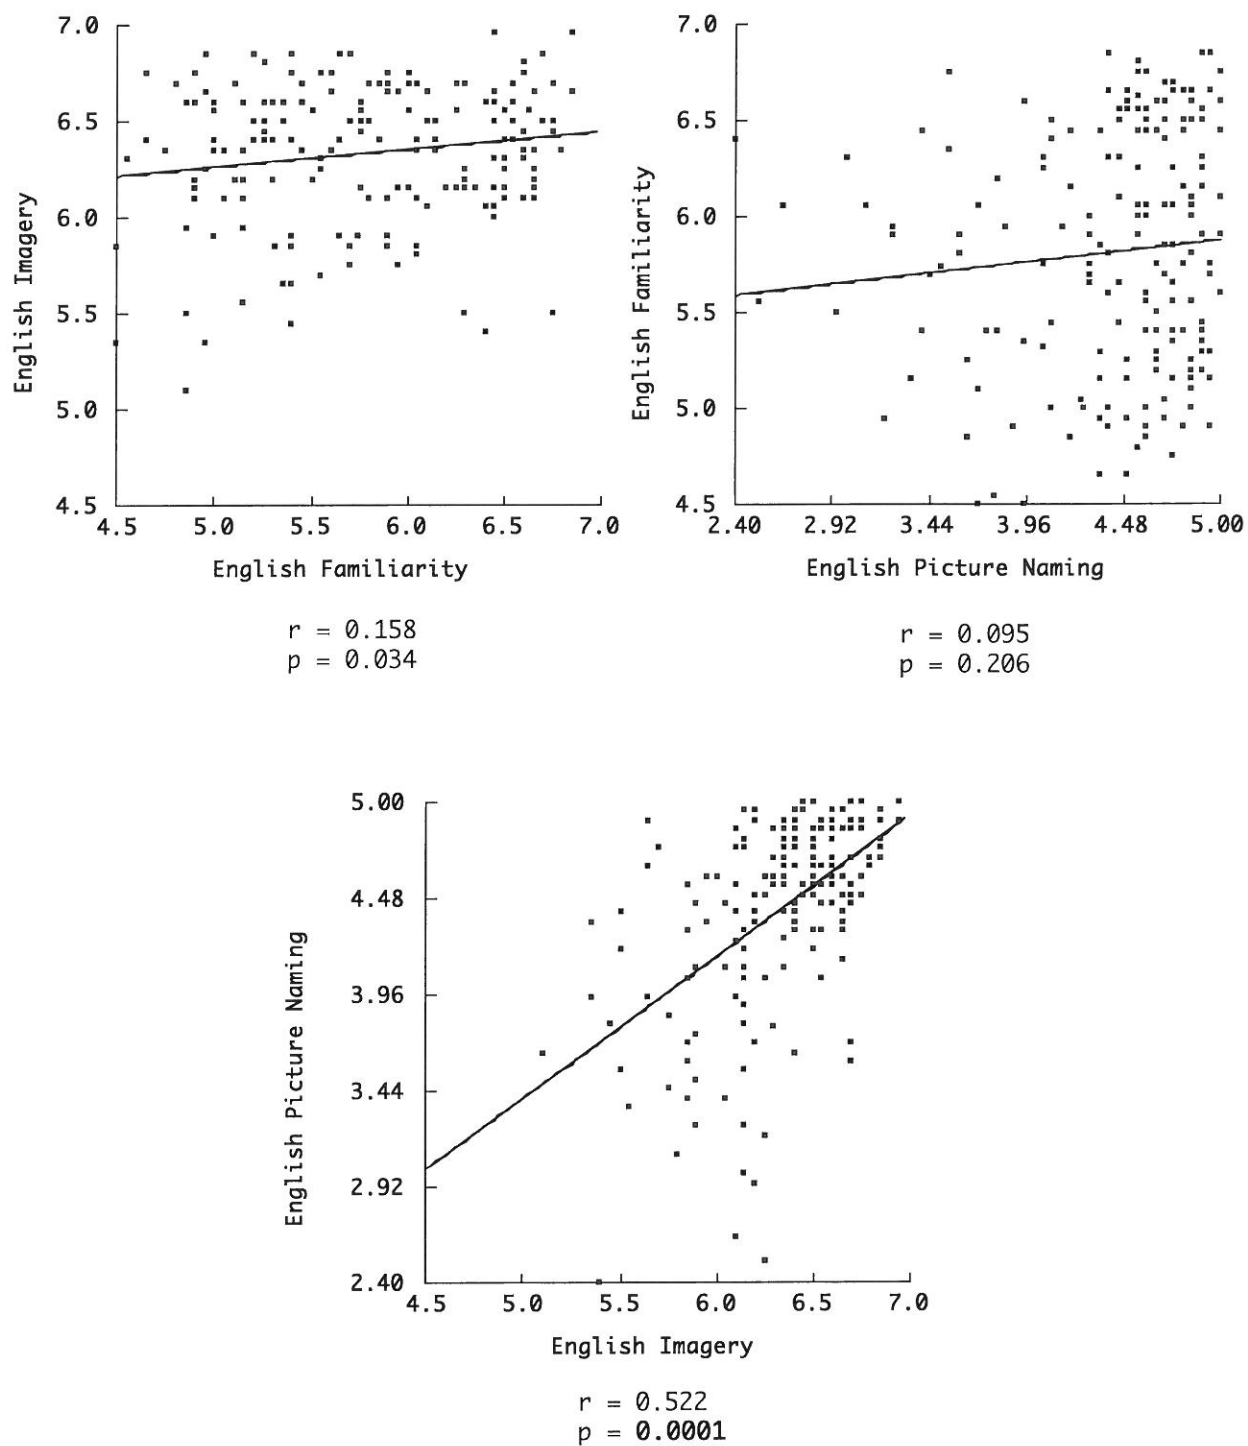 7.0
6.5
6.0
5.5
5.0
4.5
English Imagery
4.5 5.0 5.5 6.0 6.5 7.0
English Familiarity
r = 0.158
p = 0.034
7.0
6.5
6.0
5.5
5.0
4.5
English Familiarity
2.40 2.92 3.44 3.96 4.48 5.00
English Picture Naming
r = 0.095
p = 0.206
5.00
4.48
3.96
3.44
2.92
2.40
English Picture Naming
4.5 5.0 5.5 6.0 6.5 7.0
English Imagery
r = 0.522
p = 0.0001